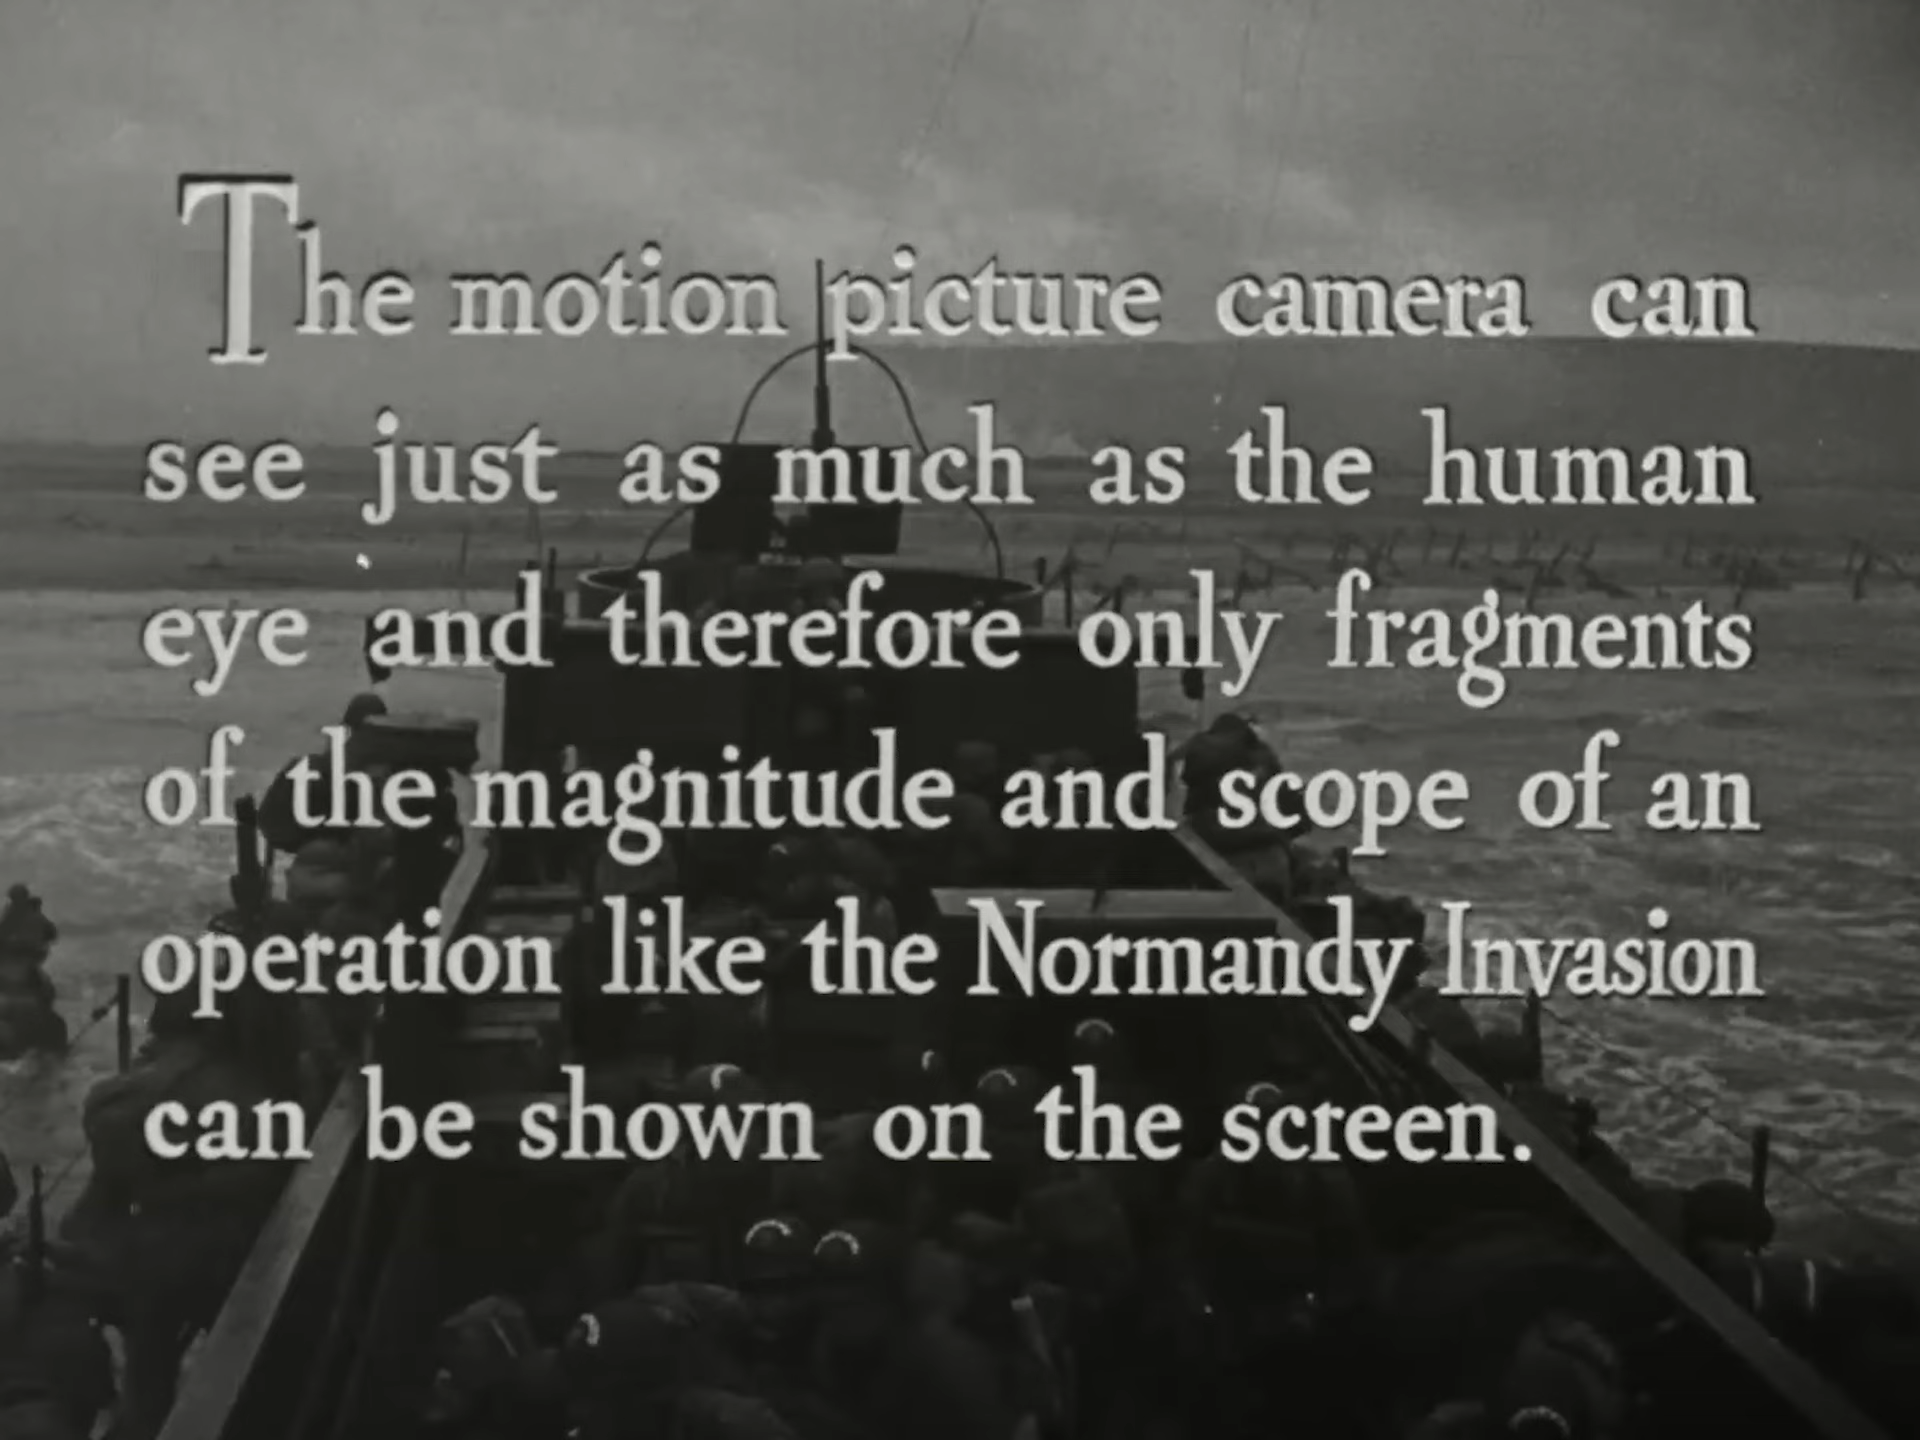 The motion picture camera can
see just as much as the human
eye and therefore only fragments
of the magnitude and scope of an
operation like the Normandy Invasion
can be shown on the screen.